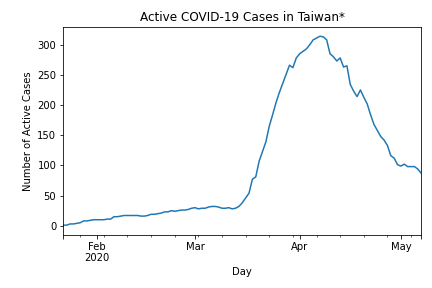 Active COVID-19 Cases in Taiwan*
Number of Active Cases
300
250
200
150
100
50
0
Feb
2020
Mar
Apr
May
Day